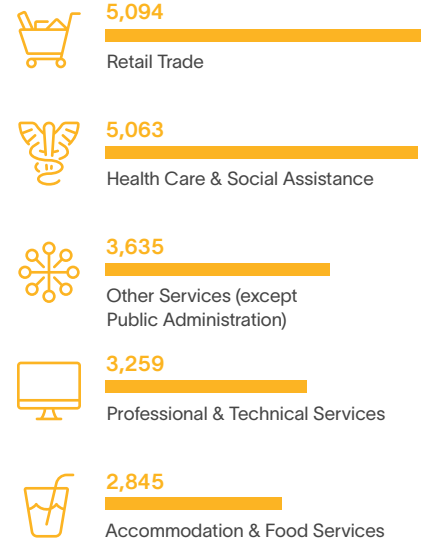 5,094
Retail Trade
5,063
Health Care & Social Assistance
3,635
Other Services (except
Public Administration)
3,259
Professional & Technical Services
2,845
Accommodation & Food Services